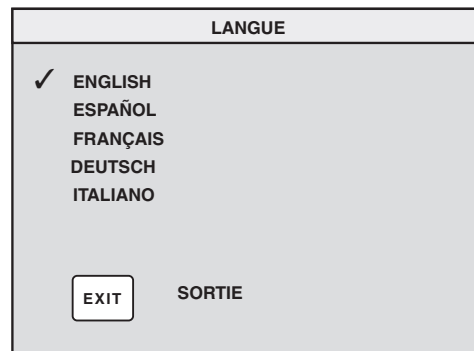 LANGUE
✓ ENGLISH
ESPAÑOL
FRANÇAIS
DEUTSCH
ITALIANO
EXIT SORTIE